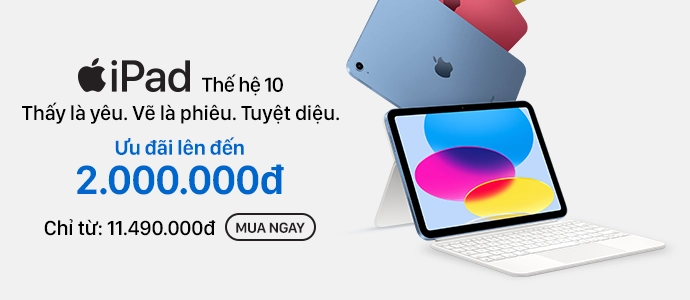 iPad Thế hệ 10
Thấy là yêu. Vẽ là phiêu. Tuyệt diệu.
Ưu đãi lên đến
2.000.000đ
Chỉ từ: 11.490.000đ MUA NGAY